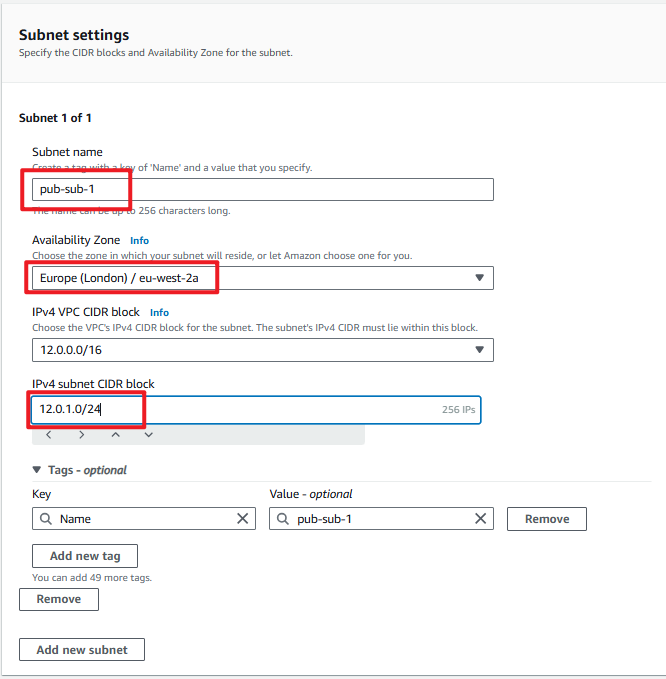 Subnet settings
Specify the CIDR blocks and Availability Zone for the subnet.
Subnet 1 of 1
Subnet name
Create a tag with a key of 'Name' and a value that you specify.
pub-sub-1
The name can be up to 256 characters long.
Availability Zone Info
Choose the zone in which your subnet will reside, or let Amazon choose one for you.
Europe (London) / eu-west-2a
IPv4 VPC CIDR block Info
Choose the VPC's IPv4 CIDR block for the subnet. The subnet's IPv4 CIDR must lie within this block.
12.0.0.0/16
IPv4 subnet CIDR block
12.0.1.0/24 256 IPs
Tags - optional
Key Value - optional
Name pub-sub-1 Remove
Add new tag
You can add 49 more tags.
Remove
Add new subnet